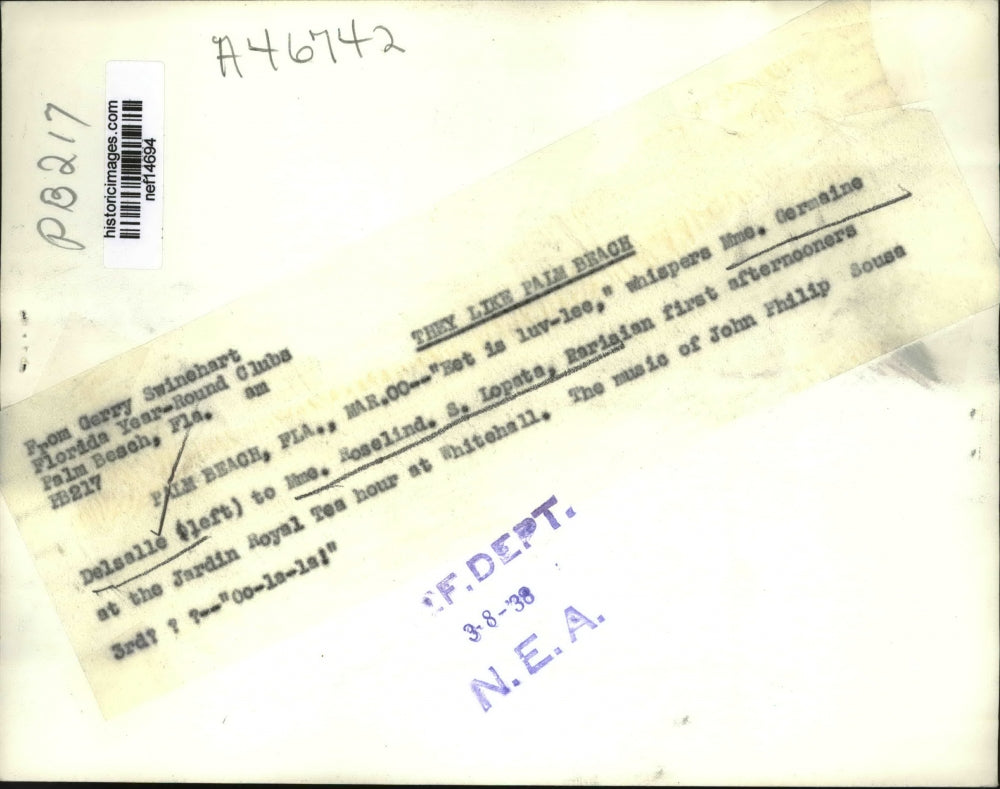 A46742
PB217
historicimages.com
nef14694
From Gerry Swinehart
Florida Year-Round Clubs
Palm Beach, Fla. am
PB217
THEY LIKE PALM BEACH
PALM BEACH, FLA., MAR.00--"Eet is luv-lee," whispers Mme. Germaine
Delsalle (left) to Mme. Roselind. S. Lopata, Parisian first afternooners
at the Jardin Royal Tea hour at Whitehall. The music of John Philip Sousa
3rd? ? ?--"Oo-la-la!"
F. DEPT.
3-8-'38
N.E.A.